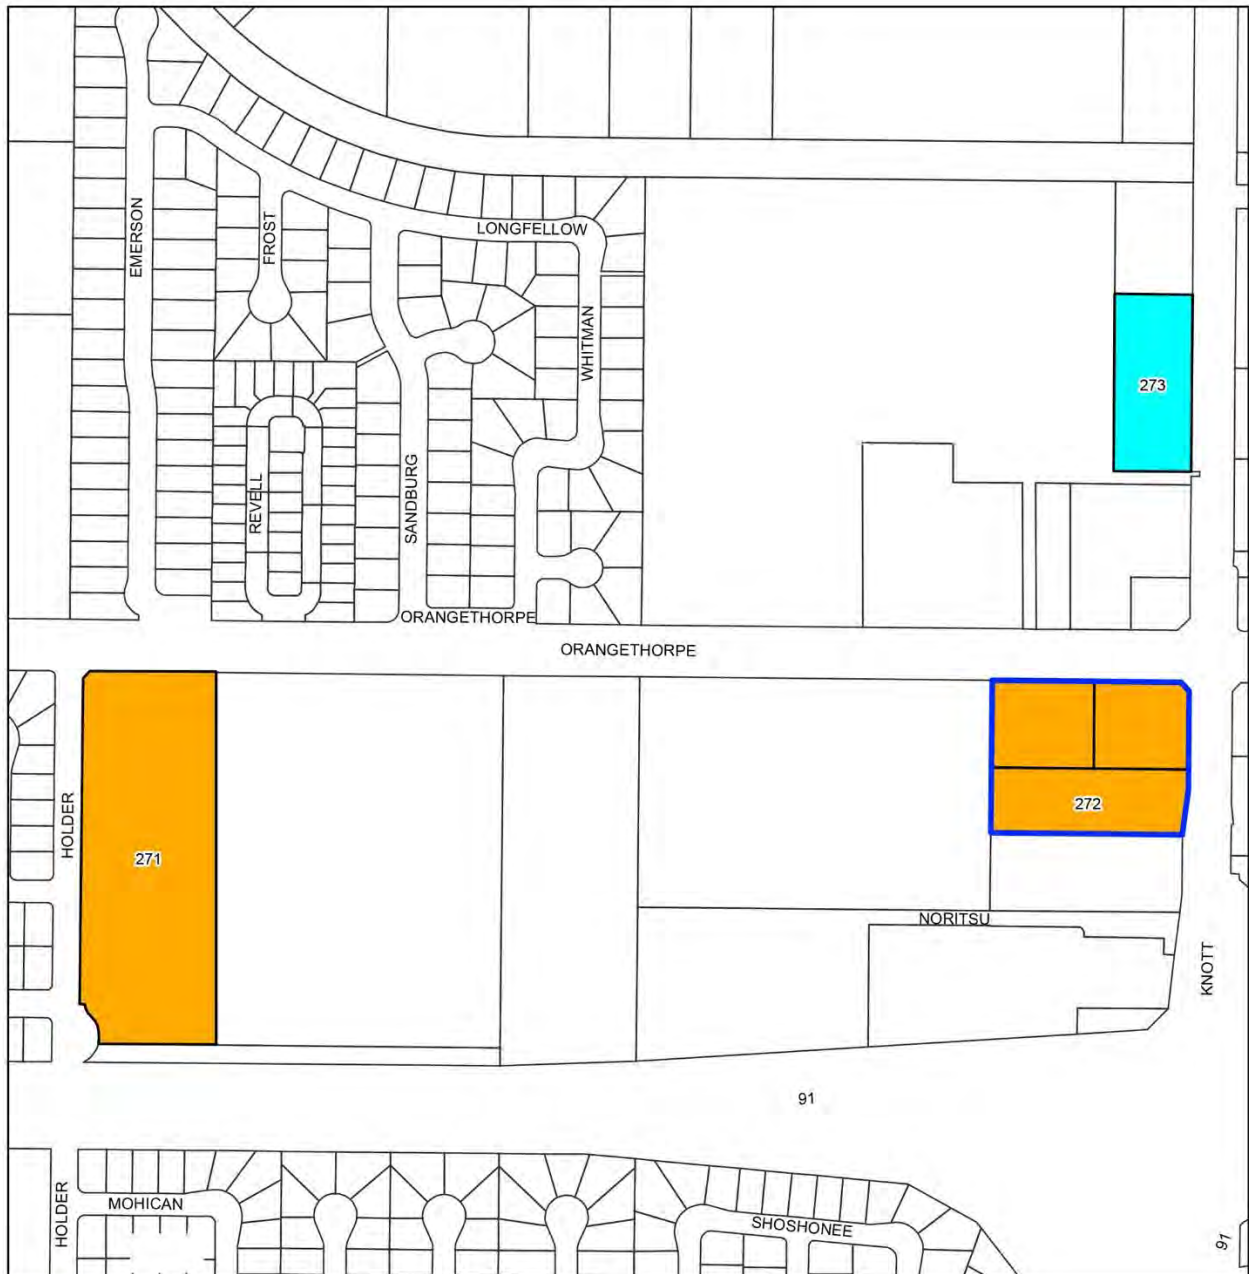 EMERSON
FROST
LONGFELLOW
WHITMAN
273
REVELL
SANDBURG
ORANGETHORPE
ORANGETHORPE
HOLDER
271
272
NORITSU
KNOTT
91
HOLDER
MOHICAN
SHOSHONEE
91